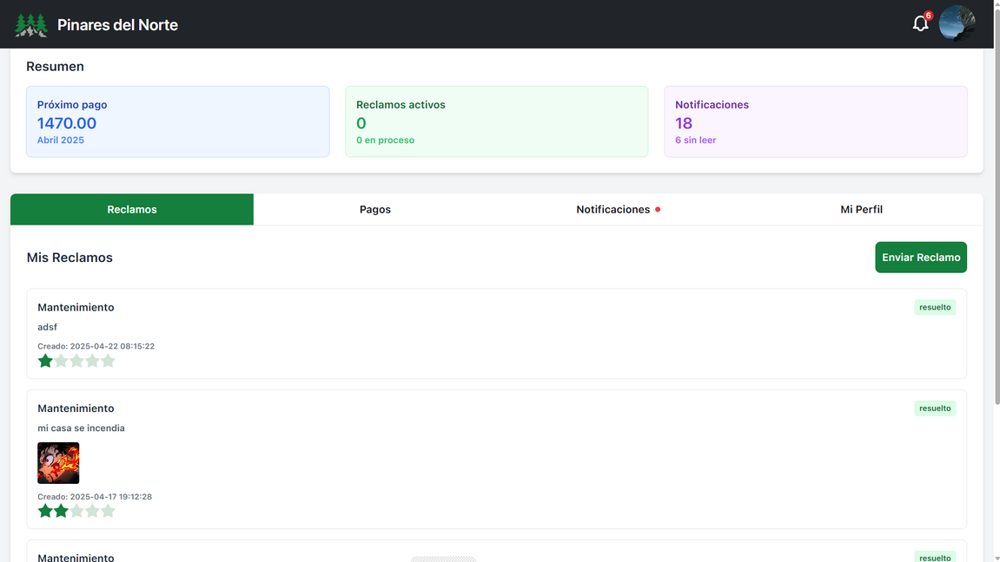 Pinares del Norte
6
Resumen
Próximo pago
1470.00
Abril 2025
Reclamos activos
0
0 en proceso
Notificaciones
18
6 sin leer
Reclamos
Pagos
Notificaciones
Mi Perfil
Mis Reclamos
Enviar Reclamo
Mantenimiento
resuelto
adsf
Creado: 2025-04-22 08:15:22
Mantenimiento
resuelto
mi casa se incendia
Creado: 2025-04-17 19:12:28
Mantenimiento
resuelto